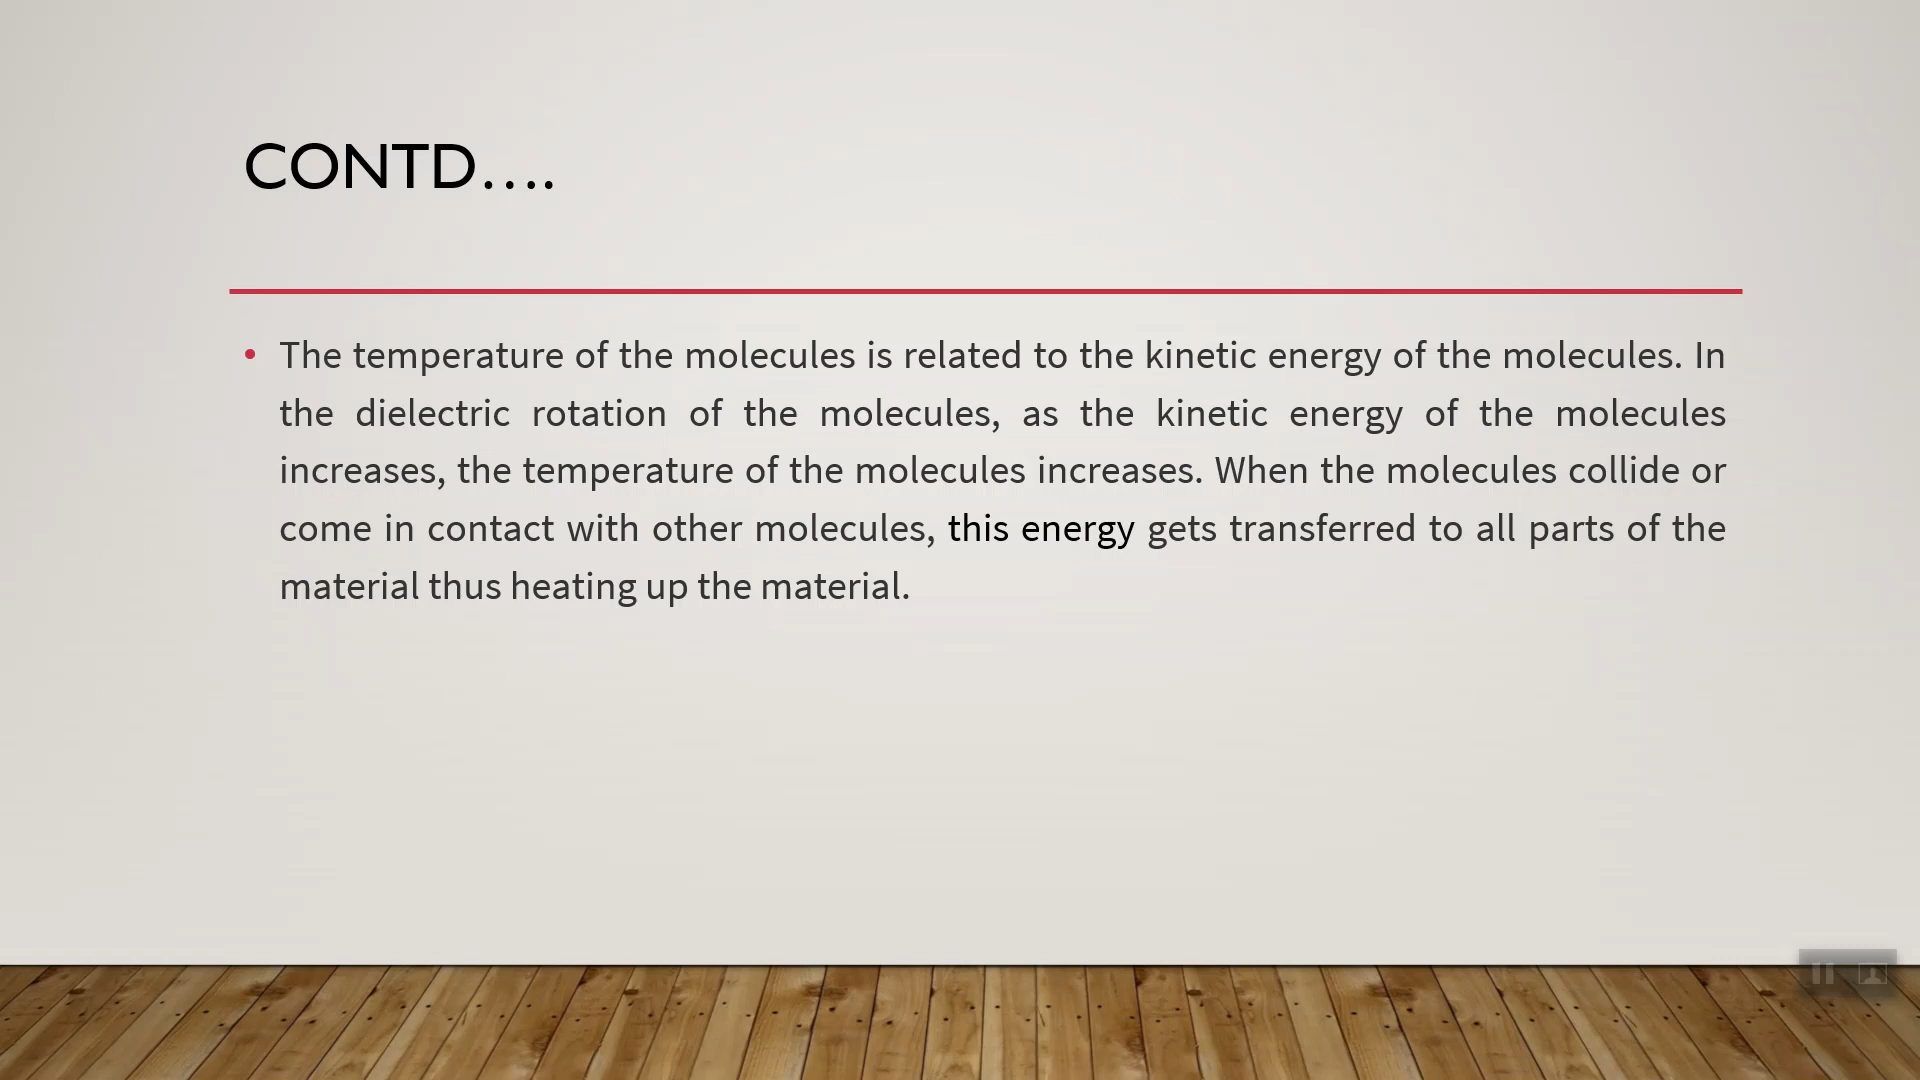 CONTD....
• The temperature of the molecules is related to the kinetic energy of the molecules. In
the dielectric rotation of the molecules, as the kinetic energy of the molecules
increases, the temperature of the molecules increases. When the molecules collide or
come in contact with other molecules, this energy gets transferred to all parts of the
material thus heating up the material.